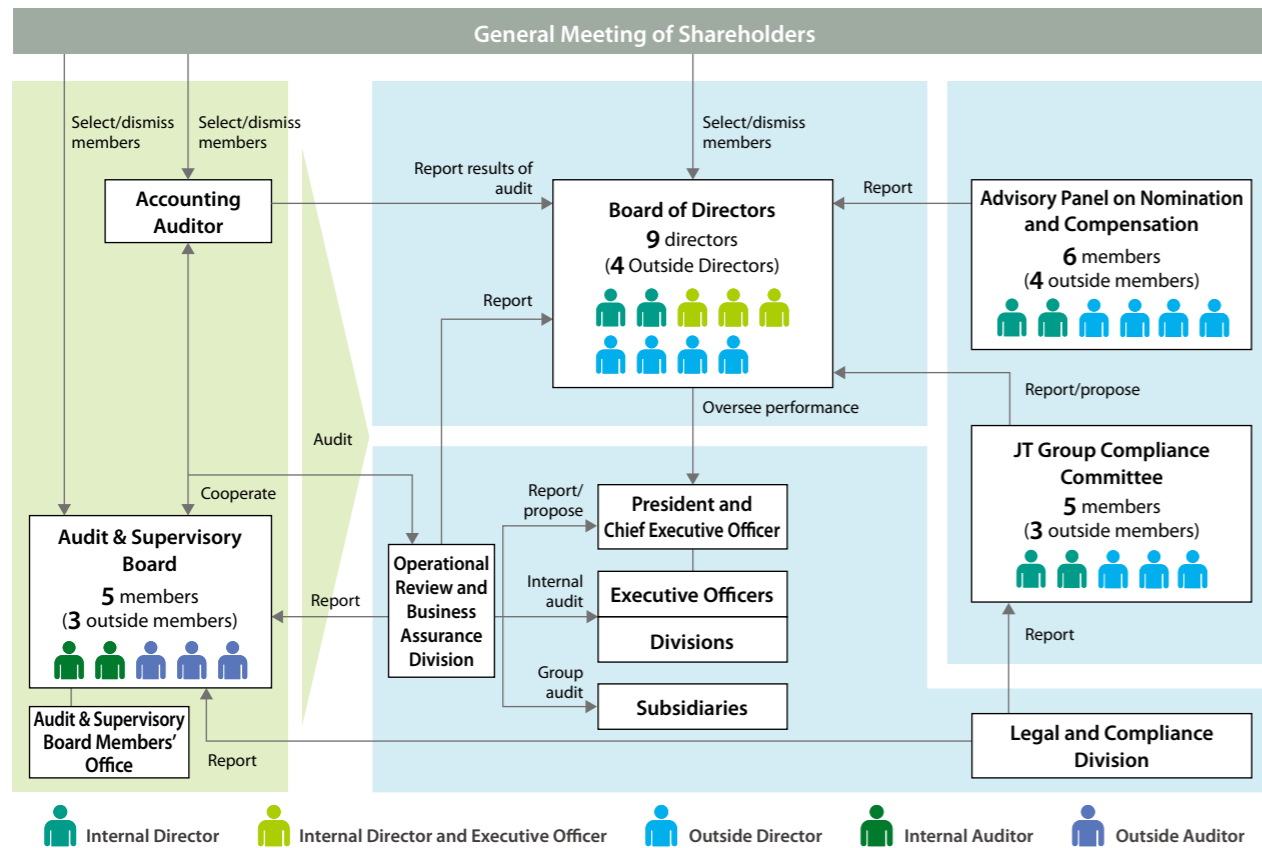 General Meeting of Shareholders
Select/dismiss
members
Select/dismiss
members
Select/dismiss
members
Accounting
Auditor
Report results of
audit
Board of Directors
9 directors
(4 Outside Directors)
Report
Advisory Panel on Nomination
and Compensation
6 members
(4 outside members)
Report
Report/propose
Oversee performance
Audit
Cooperate
JT Group Compliance
Committee
5 members
(3 outside members)
Audit & Supervisory
Board
5 members
(3 outside members)
Report
Operational
Review and
Business
Assurance
Division
Report/
propose
President and
Chief Executive Officer
Internal
audit
Executive Officers
Divisions
Group
audit
Subsidiaries
Report
Audit & Supervisory
Board Members'
Office
Report
Legal and Compliance
Division
Internal Director
Internal Director and Executive Officer
Outside Director
Internal Auditor
Outside Auditor